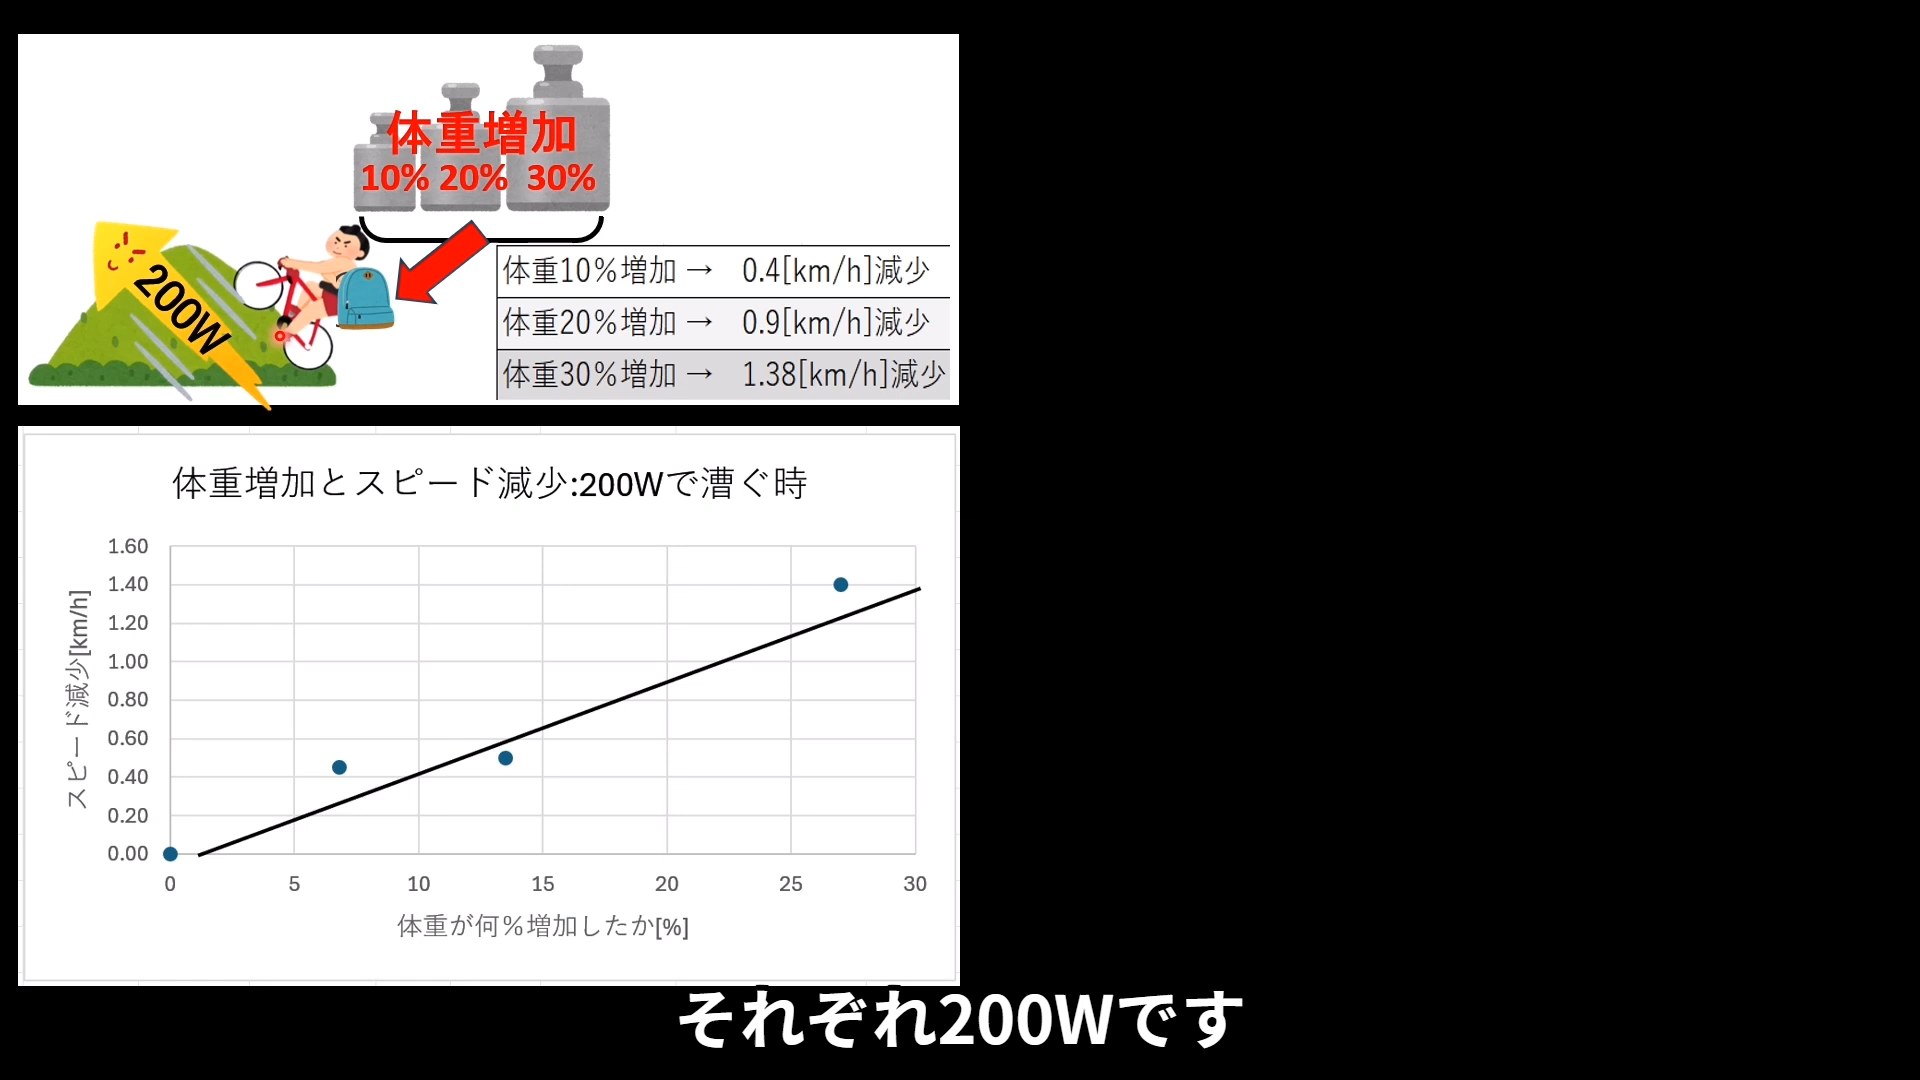 体重増加
10% 20% 30%
200W
体重10%増加→ 0.4[km/h]減少
体重20%増加→ 0.9[km/h]減少
体重30%増加→ 1.38[km/h]減少
体重増加とスピード減少:200Wで漕ぐ時
スピード減少[km/h]
1.60
1.40
1.20
1.00
0.80
0.60
0.40
0.20
0.00
0 5 10 15 20 25 30
体重が何%増加したか[%]
それぞれ200Wです